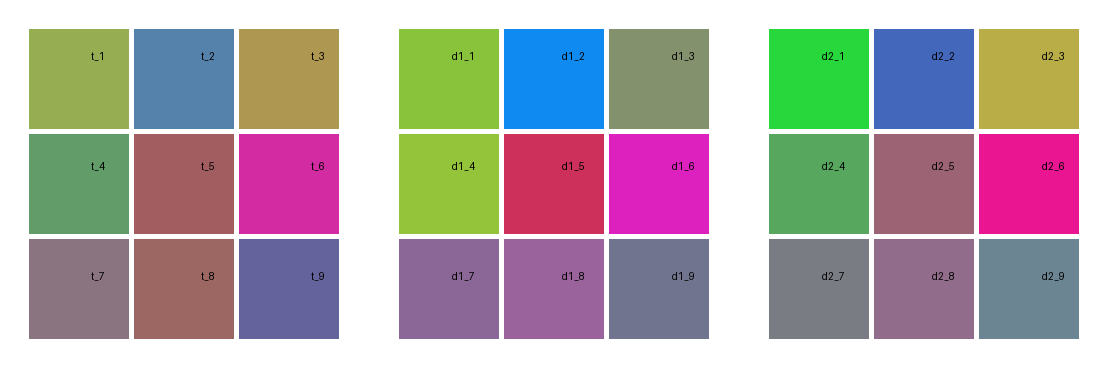 t_1 t_2 t_3 d1_1 d1_2 d1_3 d2_1 d2_2 d2_3
t_4 t_5 t_6 d1_4 d1_5 d1_6 d2_4 d2_5 d2_6
t_7 t_8 t_9 d1_7 d1_8 d1_9 d2_7 d2_8 d2_9